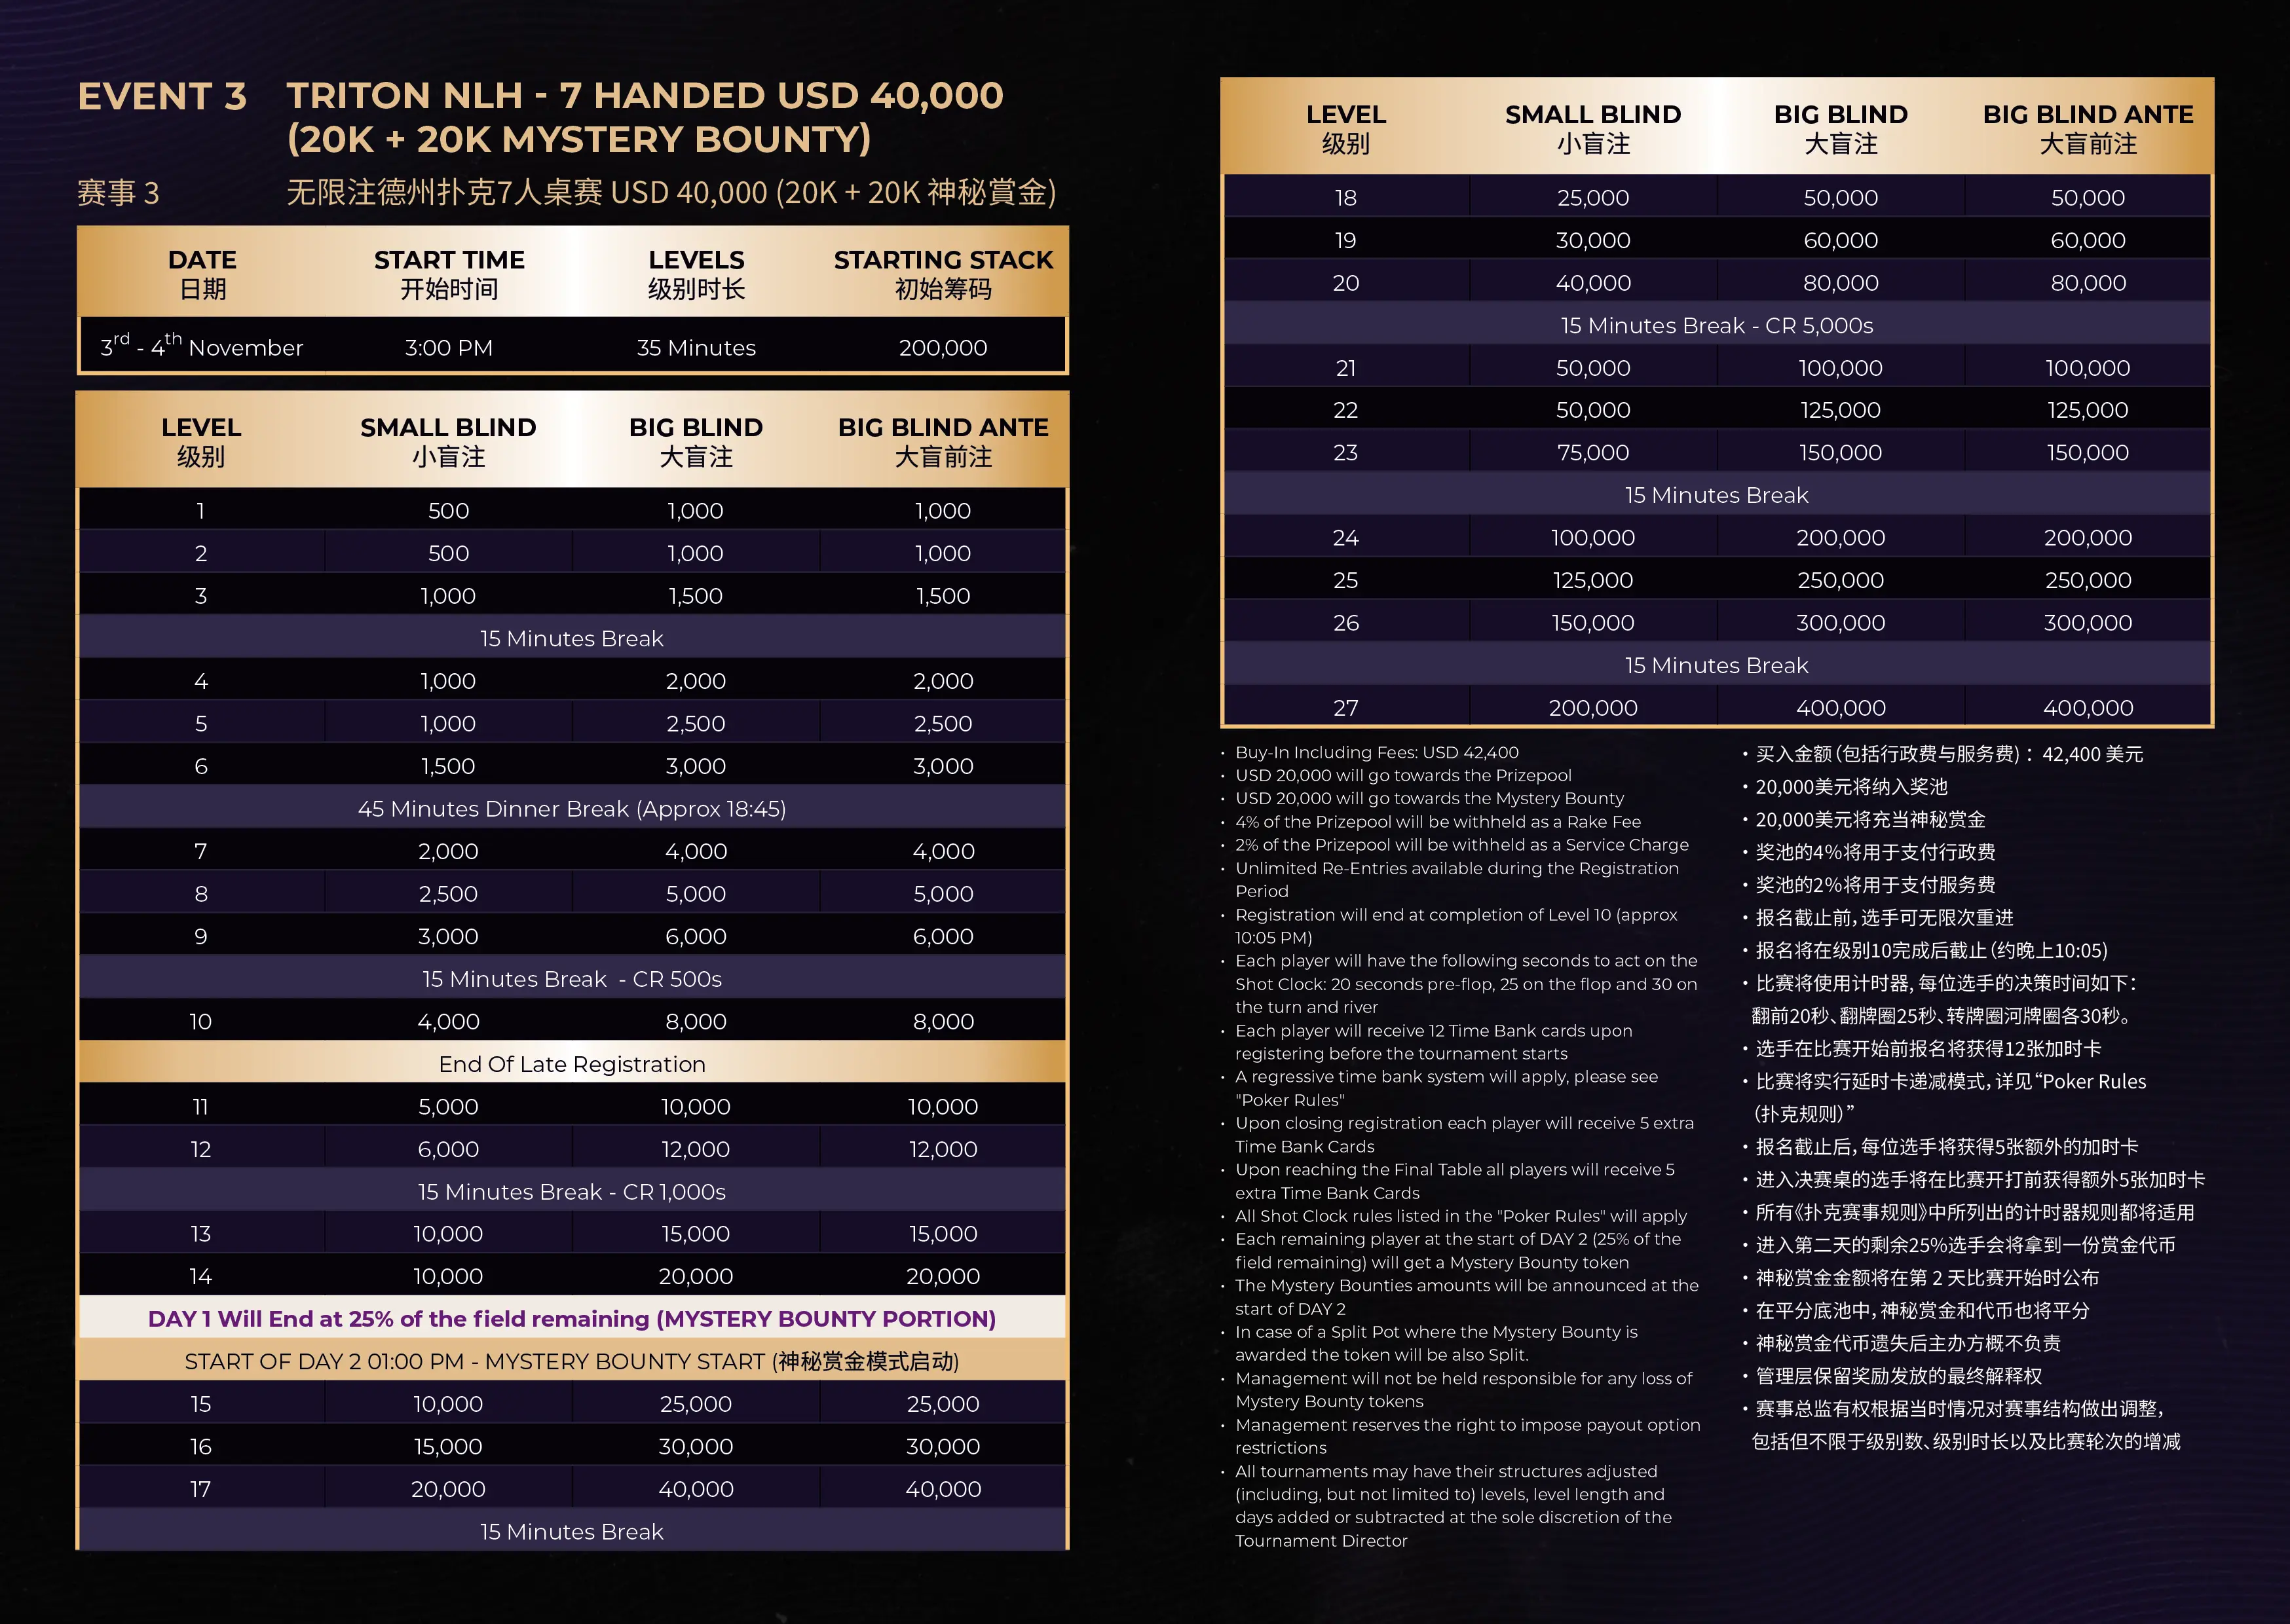 EVENT 3 TRITON NLH - 7 HANDED USD 40,000
(20K + 20K MYSTERY BOUNTY)
赛事 3 无限注德州扑克7人桌赛 USD 40,000 (20K + 20K 神秘賞金)
DATE START TIME LEVELS STARTING STACK
日期 开始时间 级别时长 初始筹码
3rd - 4th November 3:00 PM 35 Minutes 200,000
LEVEL SMALL BLIND BIG BLIND BIG BLIND ANTE
级别 小盲注 大盲注 大盲前注
1 500 1,000 1,000
2 500 1,000 1,000
3 1,000 1,500 1,500
15 Minutes Break
4 1,000 2,000 2,000
5 1,000 2,500 2,500
6 1,500 3,000 3,000
45 Minutes Dinner Break (Approx 18:45)
7 2,000 4,000 4,000
8 2,500 5,000 5,000
9 3,000 6,000 6,000
15 Minutes Break - CR 500s
10 4,000 8,000 8,000
End Of Late Registration
11 5,000 10,000 10,000
12 6,000 12,000 12,000
15 Minutes Break - CR 1,000s
13 10,000 15,000 15,000
14 10,000 20,000 20,000
DAY 1 Will End at 25% of the field remaining (MYSTERY BOUNTY PORTION)
START OF DAY 2 01:00 PM - MYSTERY BOUNTY START (神秘赏金模式启动)
15 10,000 25,000 25,000
16 15,000 30,000 30,000
17 20,000 40,000 40,000
15 Minutes Break
LEVEL SMALL BLIND BIG BLIND BIG BLIND ANTE
级别 小盲注 大盲注 大盲前注
18 25,000 50,000 50,000
19 30,000 60,000 60,000
20 40,000 80,000 80,000
15 Minutes Break - CR 5,000s
21 50,000 100,000 100,000
22 50,000 125,000 125,000
23 75,000 150,000 150,000
15 Minutes Break
24 100,000 200,000 200,000
25 125,000 250,000 250,000
26 150,000 300,000 300,000
15 Minutes Break
27 200,000 400,000 400,000
• Buy-In Including Fees: USD 42,400
• USD 20,000 will go towards the Prizepool
• USD 20,000 will go towards the Mystery Bounty
• 4% of the Prizepool will be withheld as a Rake Fee
• 2% of the Prizepool will be withheld as a Service Charge
• Unlimited Re-Entries available during the Registration
Period
• Registration will end at completion of Level 10 (approx
10:05 PM)
• Each player will have the following seconds to act on the
Shot Clock: 20 seconds pre-flop, 25 on the flop and 30 on
the turn and river
• Each player will receive 12 Time Bank cards upon
registering before the tournament starts
• A regressive time bank system will apply, please see
"Poker Rules"
• Upon closing registration each player will receive 5 extra
Time Bank Cards
• Upon reaching the Final Table all players will receive 5
extra Time Bank Cards
• All Shot Clock rules listed in the "Poker Rules" will apply
• Each remaining player at the start of DAY 2 (25% of the
field remaining) will get a Mystery Bounty token
• The Mystery Bounties amounts will be announced at the
start of DAY 2
• In case of a Split Pot where the Mystery Bounty is
awarded the token will be also Split.
• Management will not be held responsible for any loss of
Mystery Bounty tokens
• Management reserves the right to impose payout option
restrictions
• All tournaments may have their structures adjusted
(including, but not limited to) levels, level length and
days added or subtracted at the sole discretion of the
Tournament Director
• 买入金额（包括行政费与服务费）：42,400 美元
• 20,000美元将纳入奖池
• 20,000美元将充当神秘赏金
• 奖池的4%将用于支付行政费
• 奖池的2%将用于支付服务费
• 报名截止前，选手可无限次重进
• 报名将在级别10完成后截止（约晚上10:05)
• 比赛将使用计时器，每位选手的决策时间如下：
翻前20秒、翻牌圈25秒、转牌圈河牌圈各30秒。
• 选手在比赛开始前报名将获得12张加时卡
• 比赛将实行延时卡递减模式，详见“Poker Rules
（扑克规则）”
• 报名截止后，每位选手将获得5张额外的加时卡
• 进入决赛桌的选手将在比赛开打前获得额外5张加时卡
• 所有《扑克赛事规则》中所列出的计时器规则都将适用
• 进入第二天的剩余25%选手会将拿到一份赏金代币
• 神秘赏金金额将在第 2 天比赛开始时公布
• 在平分底池中，神秘赏金和代币也将平分
• 神秘赏金代币遗失后主办方概不负责
• 管理层保留奖励发放的最终解释权
• 赛事总监有权根据当时情况对赛事结构做出调整，
包括但不限于级别数、级别时长以及比赛轮次的增减